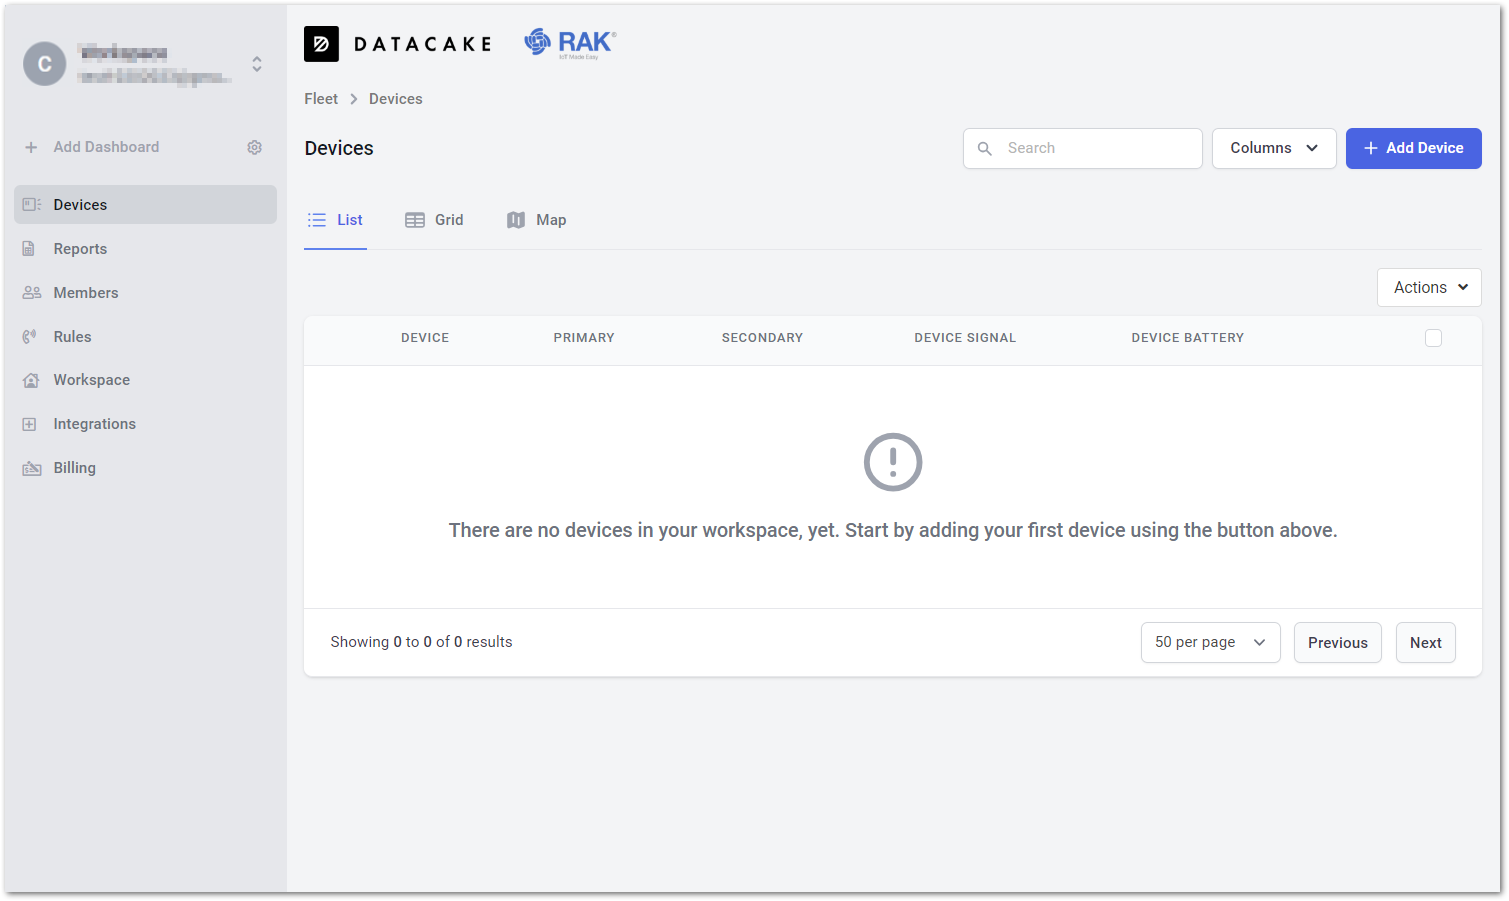 C
DATACAKE
RAK®
IoT Made Easy
Fleet > Devices
Add Dashboard
Devices
Reports
Members
Rules
Workspace
Integrations
Billing
Devices
Search
Columns
+ Add Device
List
Grid
Map
Actions
DEVICE PRIMARY SECONDARY DEVICE SIGNAL DEVICE BATTERY
There are no devices in your workspace, yet. Start by adding your first device using the button above.
Showing 0 to 0 of 0 results
50 per page
Previous
Next